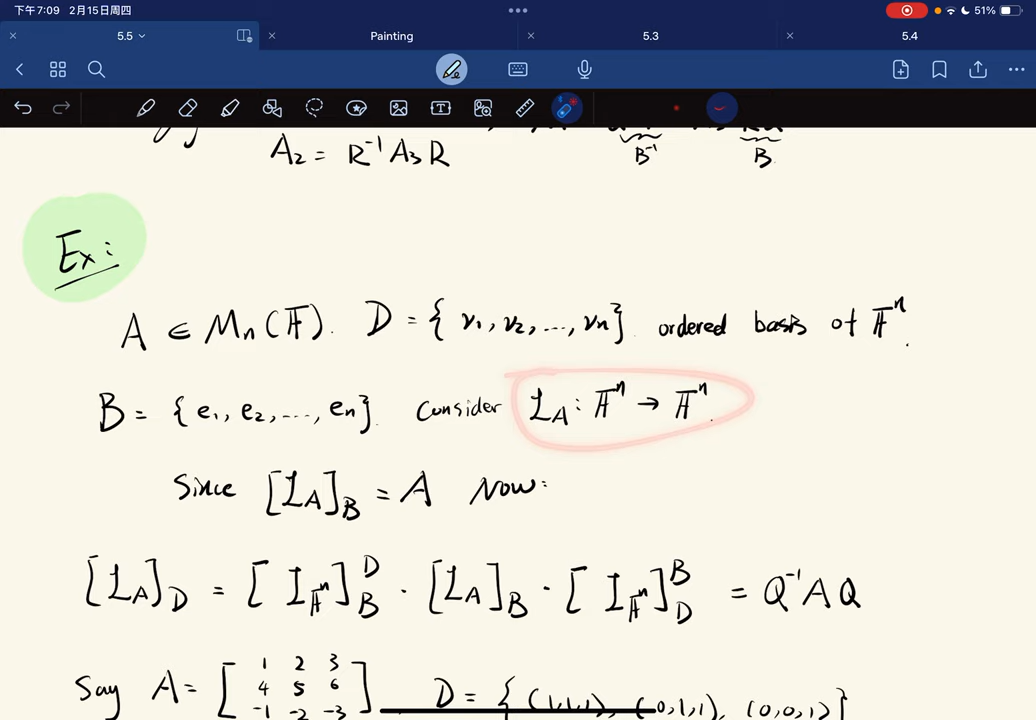 下午7:09 2月15日周四 51%
5.5 Painting 5.3 5.4
A₂ = R⁻¹ A₃ R
B⁻¹ B
Ex:
A ∈ Mn(𝔽). D = {v₁, v₂, ..., vn} ordered basis of 𝔽ⁿ.
B = {e₁, e₂, ..., en}. Consider L_A : 𝔽ⁿ → 𝔽ⁿ.
Since [L_A]_B = A Now:
[L_A]_D = [I_𝔽ⁿ]_B^D · [L_A]_B · [I_𝔽ⁿ]_D^B = Q⁻¹AQ
Say A = [1 2 3
4 5 6
-1 -2 -3] D = {(1,1,1), (0,1,1), (0,0,1)}